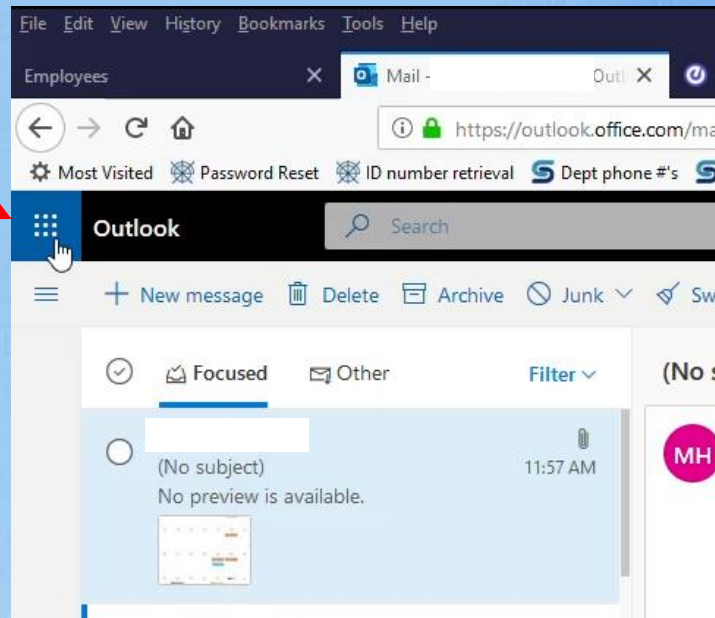 File Edit View History Bookmarks Tools Help
Employees Mail -
https://outlook.office.com/ma
Most Visited Password Reset ID number retrieval Dept phone #'s
Outlook Search
New message Delete Archive Junk Sw
Focused Other Filter (No s
(No subject) 11:57 AM MH
No preview is available.